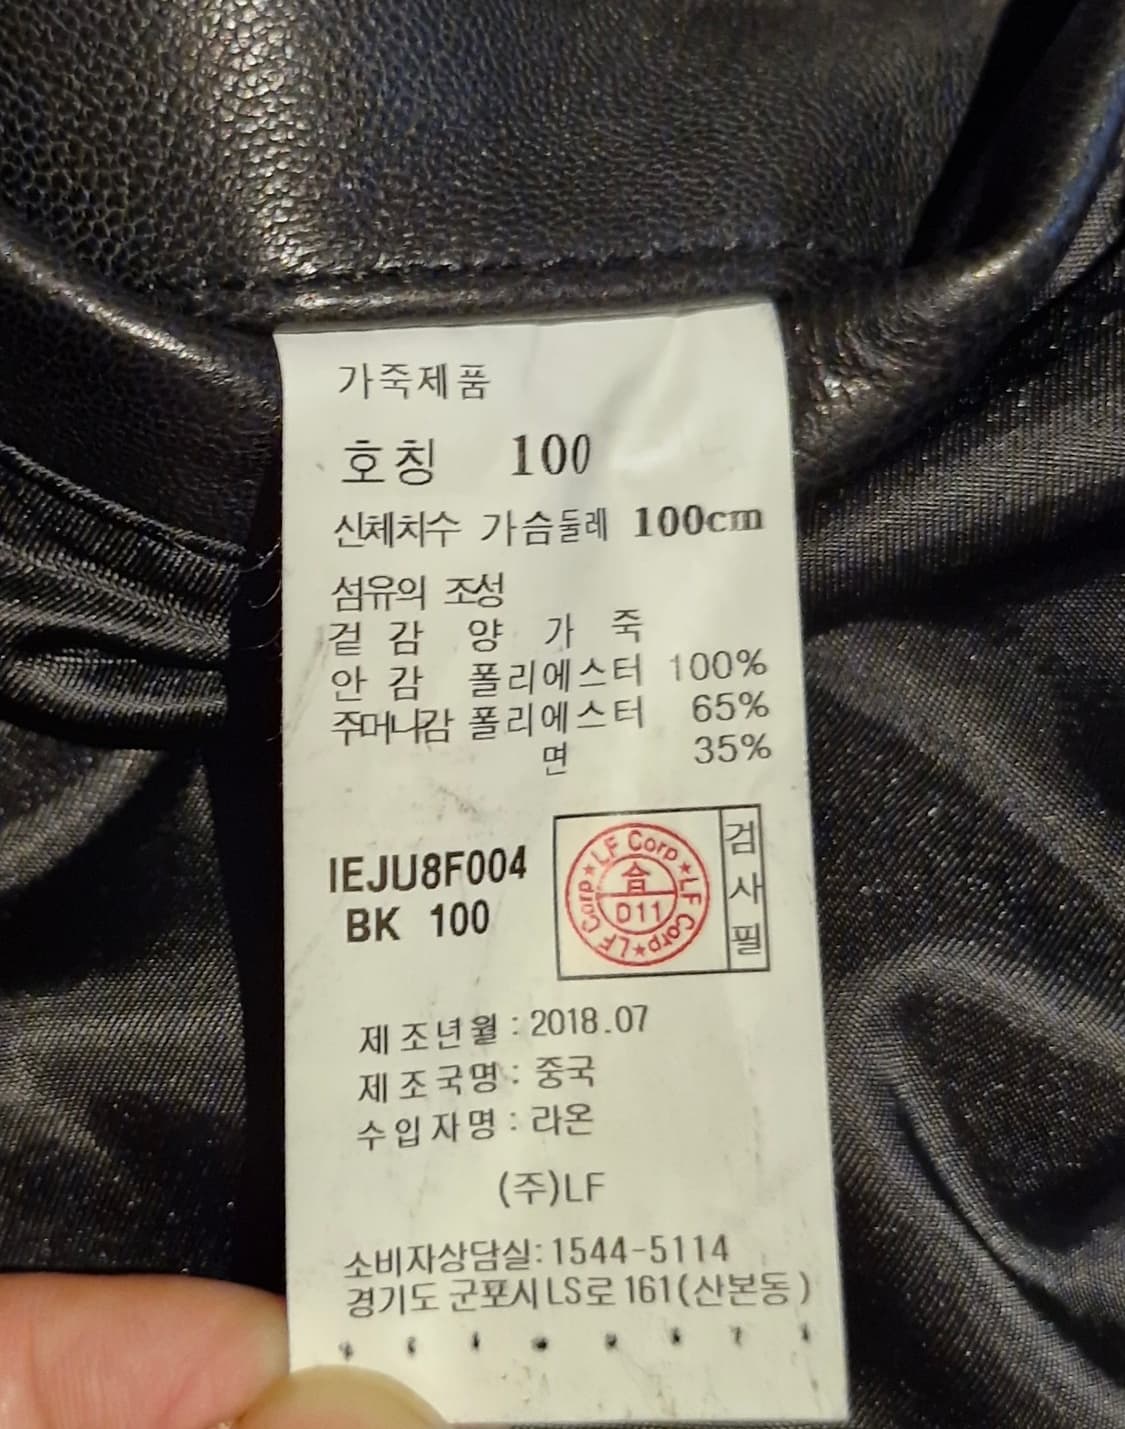 가죽제품
호칭 100
신체치수 가슴둘레 100cm
섬유의 조성
겉감 양가죽
안감 폴리에스터 100%
주머니감 폴리에스터 65%
면 35%
IEJU8F004
BK 100
LF Corp★LF Corp★LF Corp★
合
011
검사필
제조년월 : 2018.07
제조국명 : 중국
수입자명 : 라온
(주)LF
소비자상담실: 1544-5114
경기도 군포시 LS로 161(산본동)